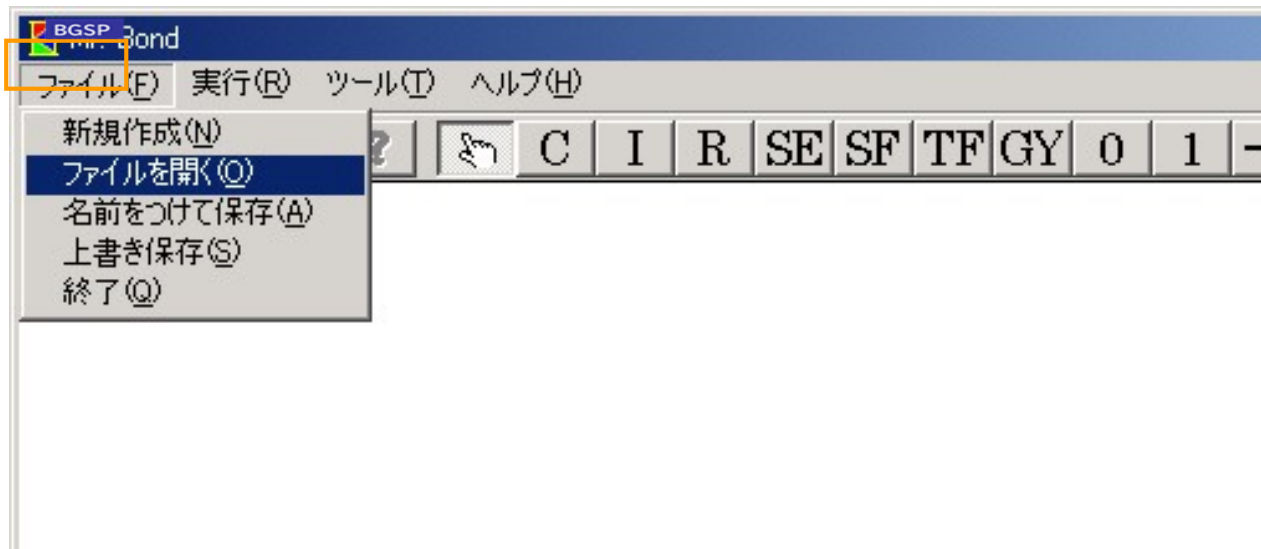 BGSP
Mr. Bond
ファイル(F) 実行(R) ツール(T) ヘルプ(H)
新規作成(N)
ファイルを開く(O)
名前をつけて保存(A)
上書き保存(S)
終了(Q)
? C I R SE SF TF GY 0 1